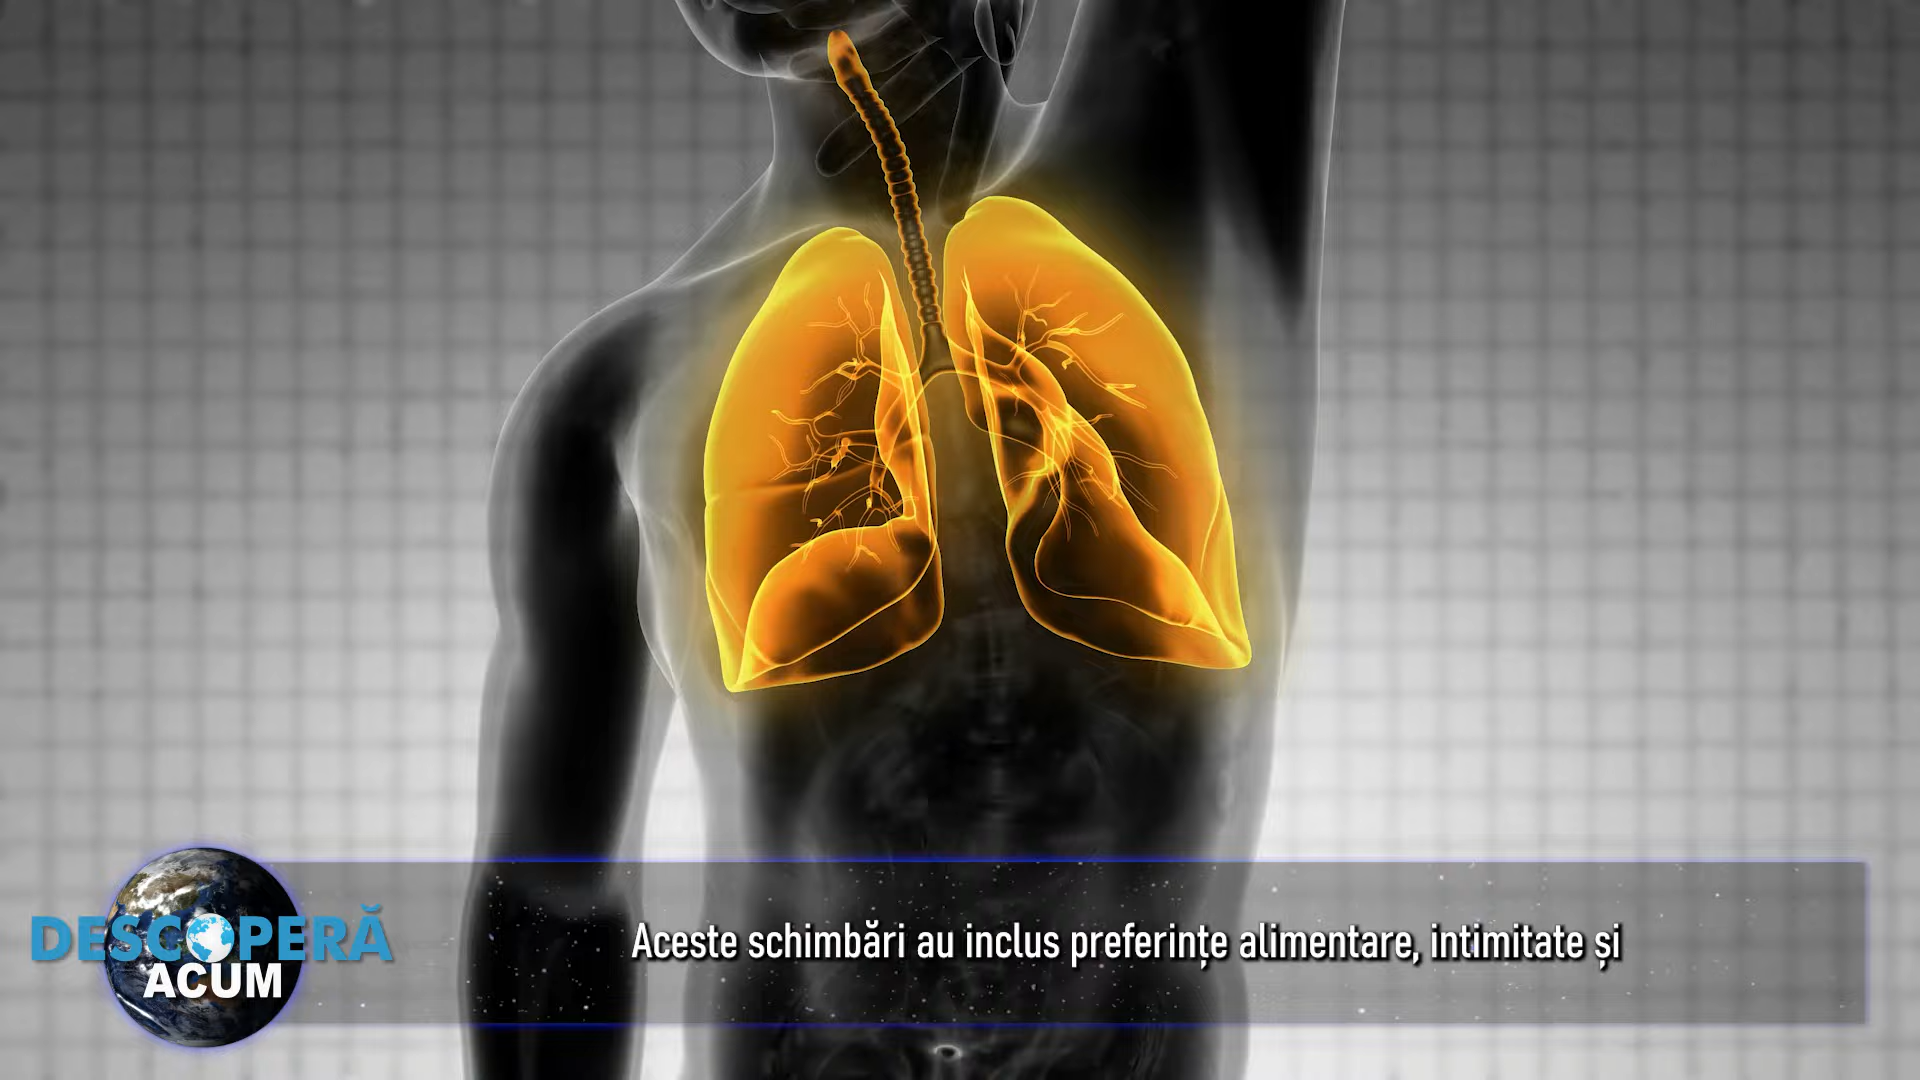 DESCOPERĂ
ACUM
Aceste schimbări au inclus preferințe alimentare, intimitate și